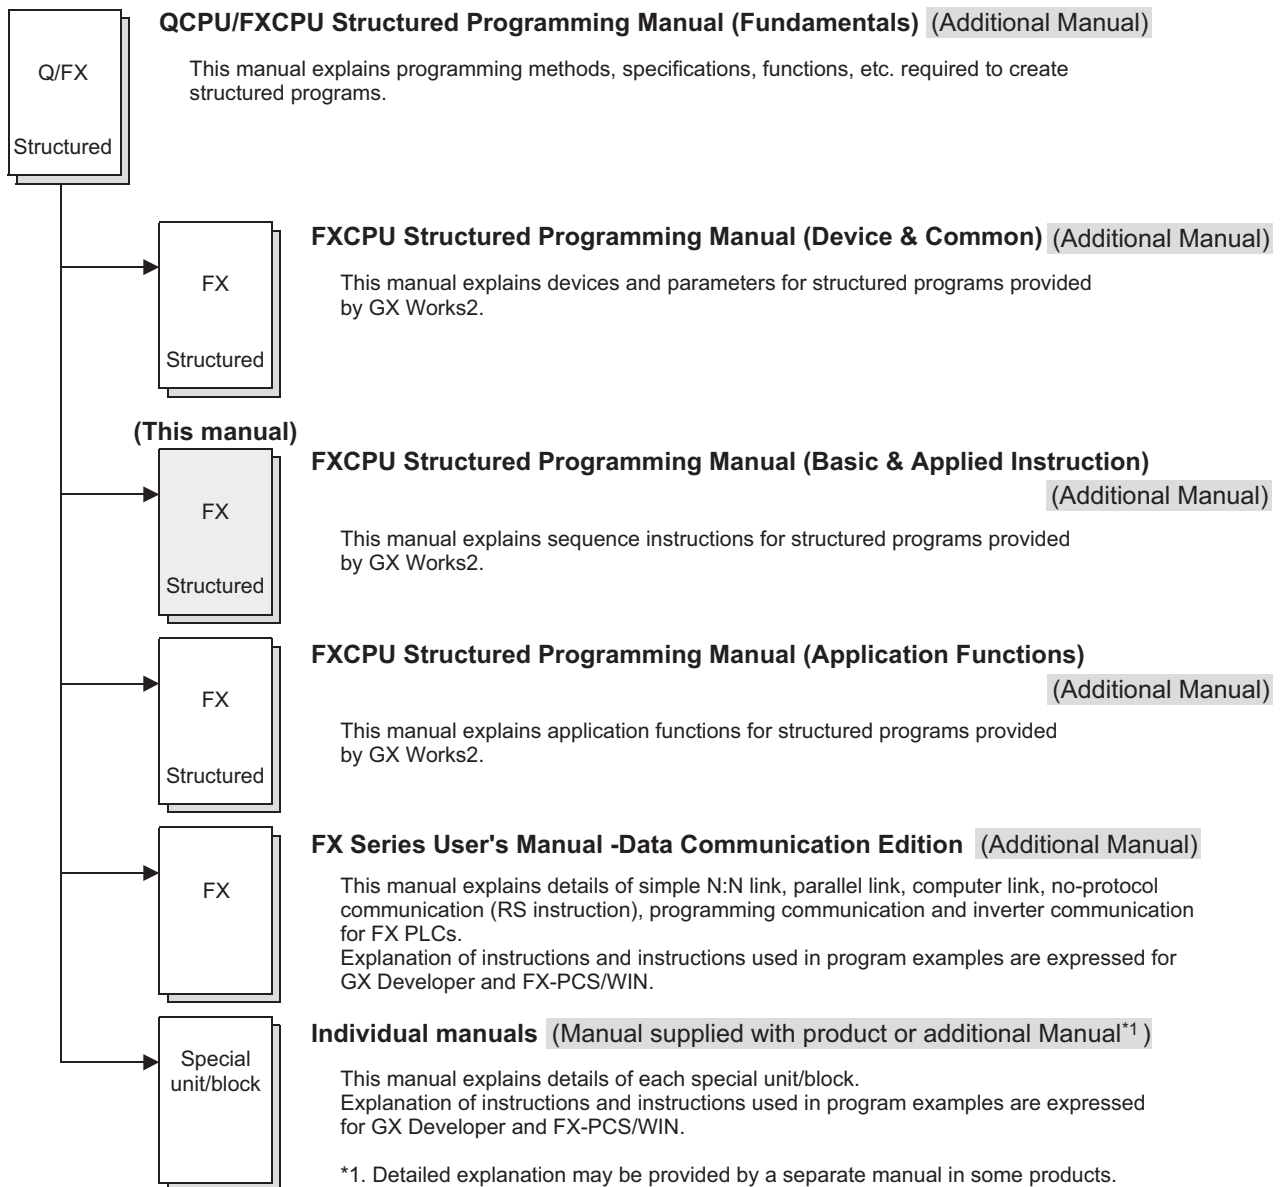 QCPU/FXCPU Structured Programming Manual (Fundamentals) (Additional Manual)
Q/FX
Structured
This manual explains programming methods, specifications, functions, etc. required to create
structured programs.
FXCPU Structured Programming Manual (Device & Common) (Additional Manual)
FX
Structured
This manual explains devices and parameters for structured programs provided
by GX Works2.
(This manual)
FXCPU Structured Programming Manual (Basic & Applied Instruction)
(Additional Manual)
FX
Structured
This manual explains sequence instructions for structured programs provided
by GX Works2.
FXCPU Structured Programming Manual (Application Functions)
(Additional Manual)
FX
Structured
This manual explains application functions for structured programs provided
by GX Works2.
FX Series User's Manual -Data Communication Edition (Additional Manual)
FX
This manual explains details of simple N:N link, parallel link, computer link, no-protocol
communication (RS instruction), programming communication and inverter communication
for FX PLCs.
Explanation of instructions and instructions used in program examples are expressed for
GX Developer and FX-PCS/WIN.
Individual manuals (Manual supplied with product or additional Manual*1 )
Special
unit/block
This manual explains details of each special unit/block.
Explanation of instructions and instructions used in program examples are expressed
for GX Developer and FX-PCS/WIN.
*1. Detailed explanation may be provided by a separate manual in some products.